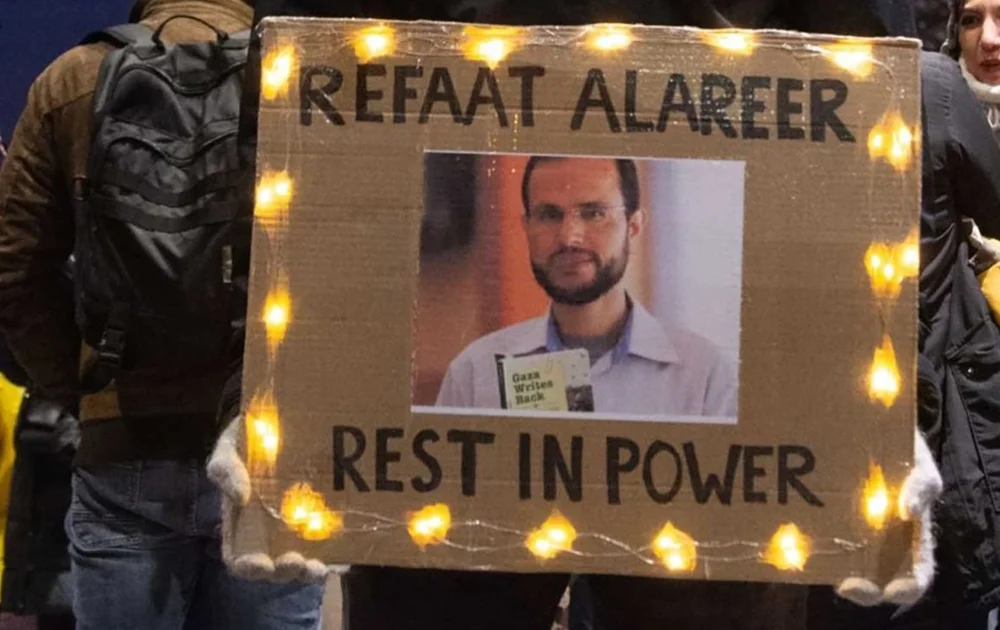 REFAAT ALAREER
Gaza
Writes
Back
REST IN POWER